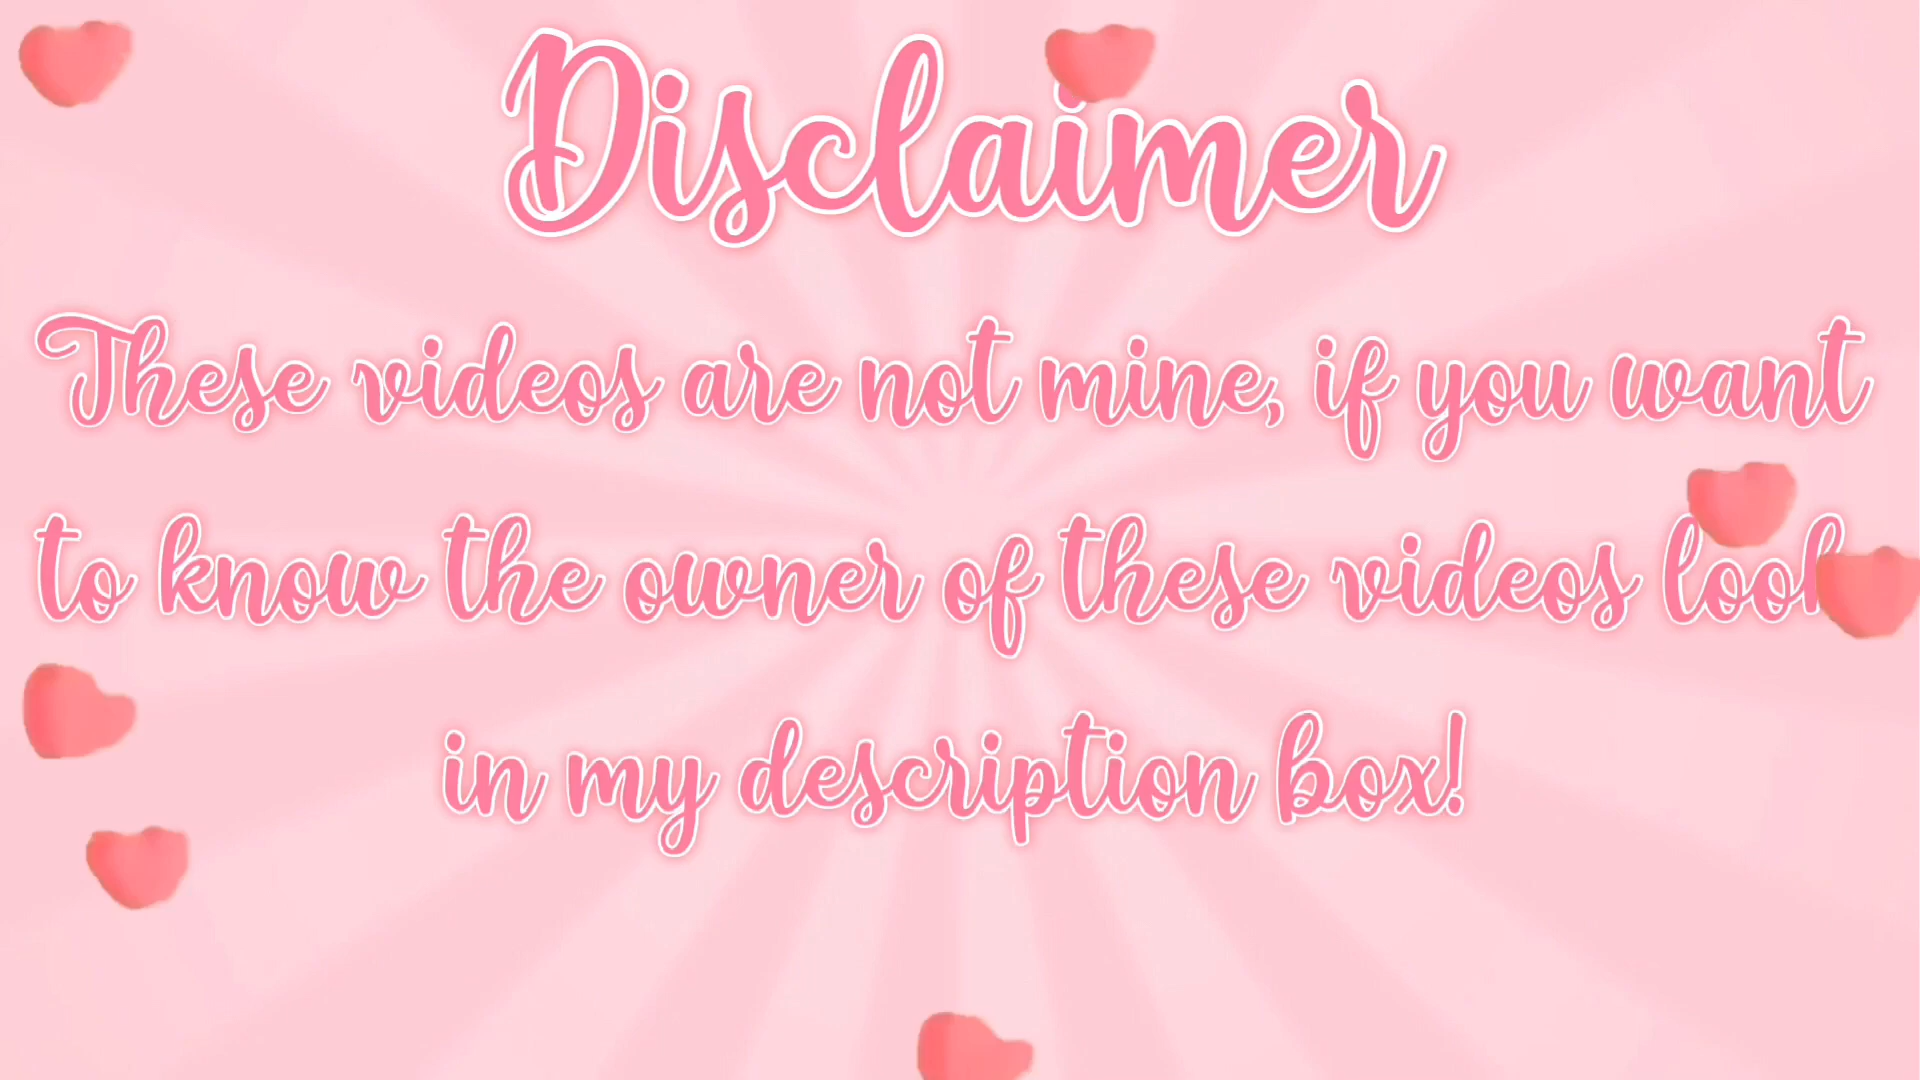 Disclaimer
These videos are not mine, if you want
to know the owner of these videos look
in my description box!